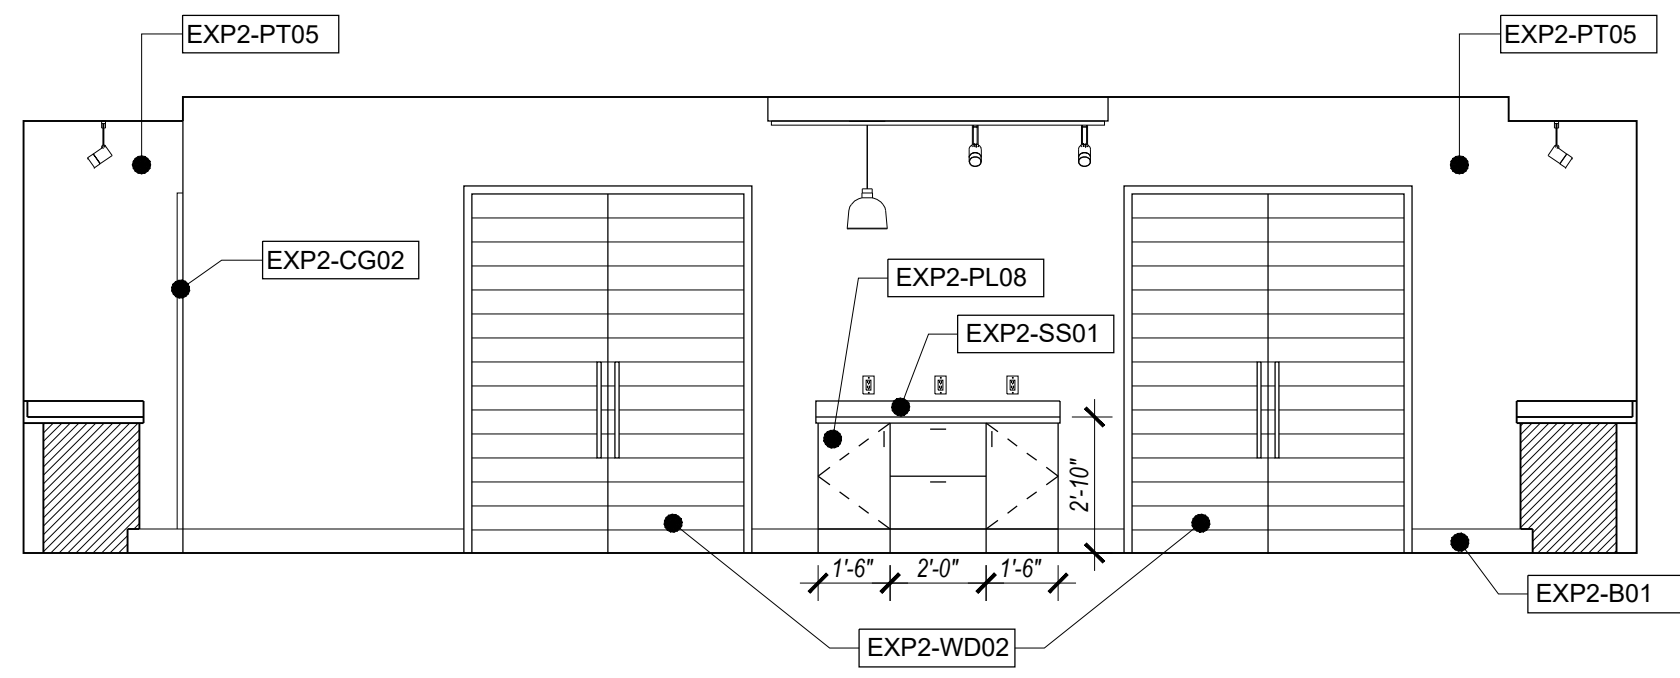 EXP2-PT05
EXP2-PT05
EXP2-CG02
EXP2-PL08
EXP2-SS01
2'-10"
1'-6"
2'-0"
1'-6"
EXP2-B01
EXP2-WD02